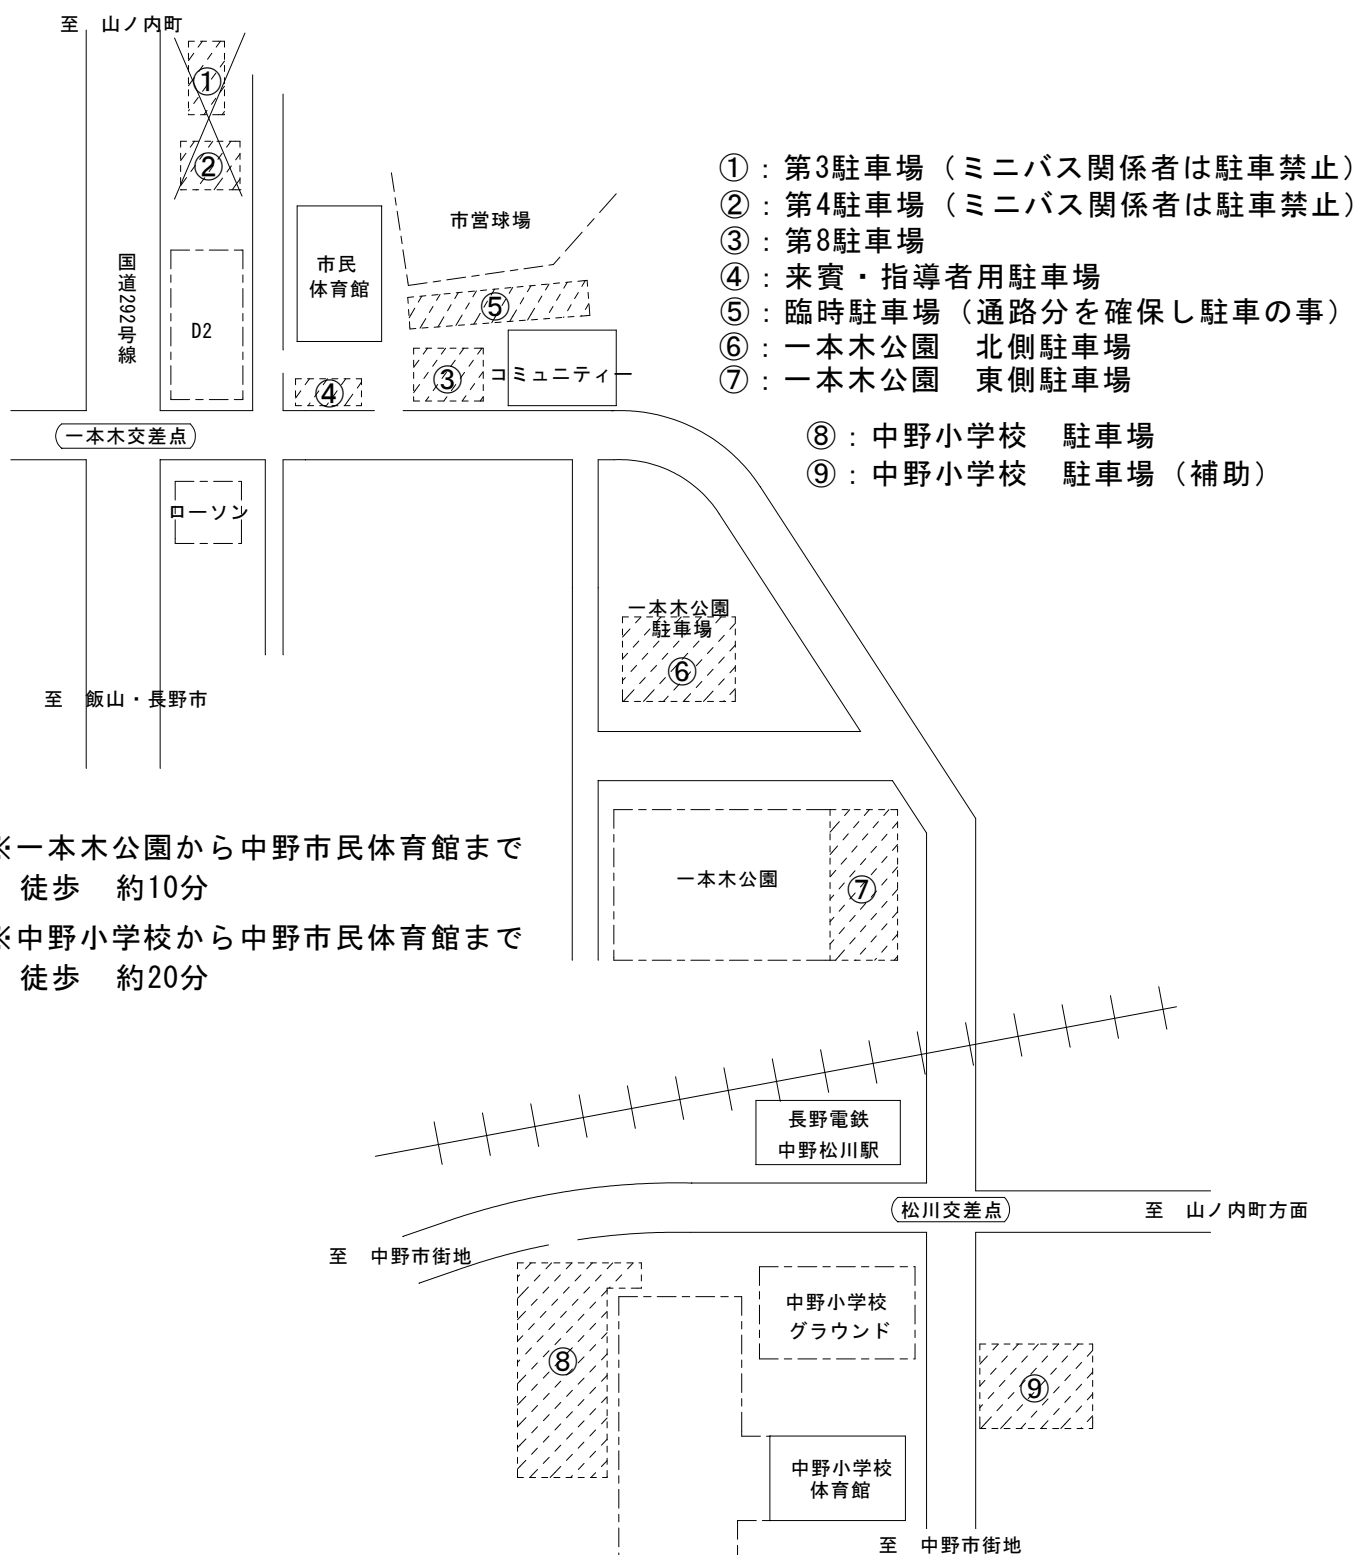 至　山ノ内町
①
②
①：第3駐車場（ミニバス関係者は駐車禁止）
②：第4駐車場（ミニバス関係者は駐車禁止）
③：第8駐車場
④：来賓・指導者用駐車場
⑤：臨時駐車場（通路分を確保し駐車の事）
⑥：一本木公園　北側駐車場
⑦：一本木公園　東側駐車場
⑧：中野小学校　駐車場
⑨：中野小学校　駐車場（補助）
市営球場
市民
体育館
国道292号線
D2
⑤
③
コミュニティー
④
一本木交差点
ローソン
一本木公園
駐車場
⑥
至　飯山・長野市
※一本木公園から中野市民体育館まで
徒歩　約10分
※中野小学校から中野市民体育館まで
徒歩　約20分
一本木公園
⑦
長野電鉄
中野松川駅
松川交差点
至　山ノ内町方面
至　中野市街地
中野小学校
グラウンド
⑧
⑨
中野小学校
体育館
至　中野市街地